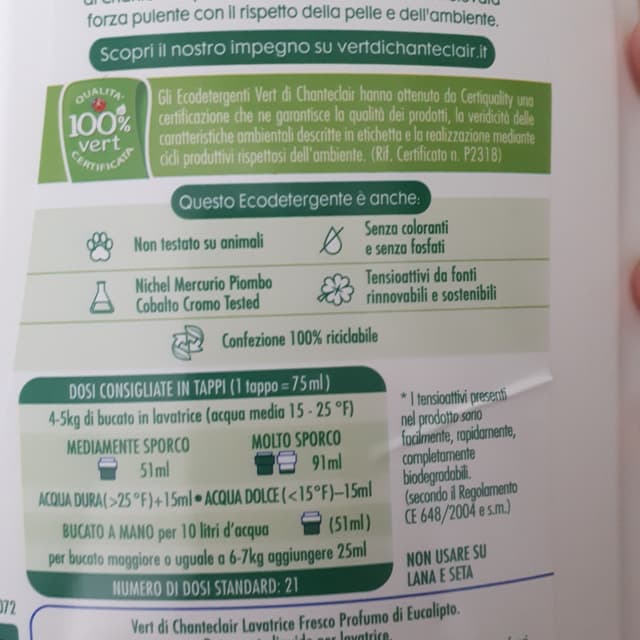 forza pulente con il rispetto della pelle e dell'ambiente.
Scopri il nostro impegno su vertdichanteclair.it
QUALITA'
100%
vert
CERTIFICATA
Gli Ecodetergenti Vert di Chanteclair hanno ottenuto da Certiquality una
certificazione che ne garantisce la qualità dei prodotti, la veridicità delle
caratteristiche ambientali descritte in etichetta e la realizzazione mediante
cicli produttivi rispettosi dell'ambiente. (Rif. Certificato n. P2318)
Questo Ecodetergente è anche:
Non testato su animali
Senza coloranti
e senza fosfati
Nichel Mercurio Piombo
Cobalto Cromo Tested
Tensioattivi da fonti
rinnovabili e sostenibili
Confezione 100% riciclabile
DOSI CONSIGLIATE IN TAPPI (1 tappo=75ml)
4-5kg di bucato in lavatrice (acqua media 15 - 25 °F)
MEDIAMENTE SPORCO
51ml
MOLTO SPORCO
91ml
ACQUA DURA(>25°F)+15ml•ACQUA DOLCE(<15°F)–15ml
BUCATO A MANO per 10 litri d'acqua (51ml)
per bucato maggiore o uguale a 6-7kg aggiungere 25ml
NUMERO DI DOSI STANDARD: 21
* I tensioattivi presenti
nel prodotto sono
facilmente, rapidamente,
completamente
biodegradabili.
(secondo il Regolamento
CE 648/2004 e s.m.)
NON USARE SU
LANA E SETA
072
Vert di Chanteclair Lavatrice Fresco Profumo di Eucalipto.